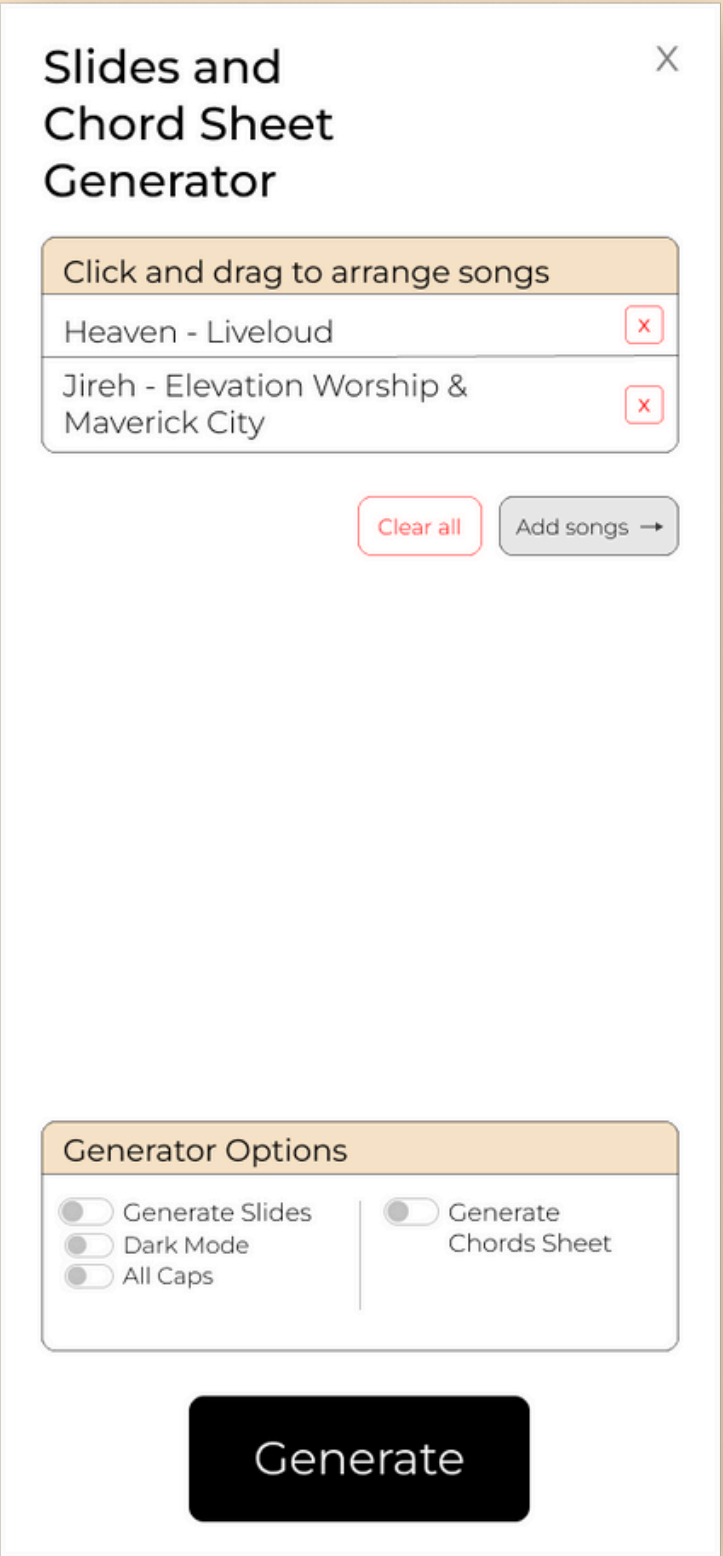 Slides and
Chord Sheet
Generator
X
Click and drag to arrange songs
Heaven - Liveloud
X
Jireh - Elevation Worship &
Maverick City
X
Clear all
Add songs →
Generator Options
Generate Slides
Dark Mode
All Caps
Generate
Chords Sheet
Generate